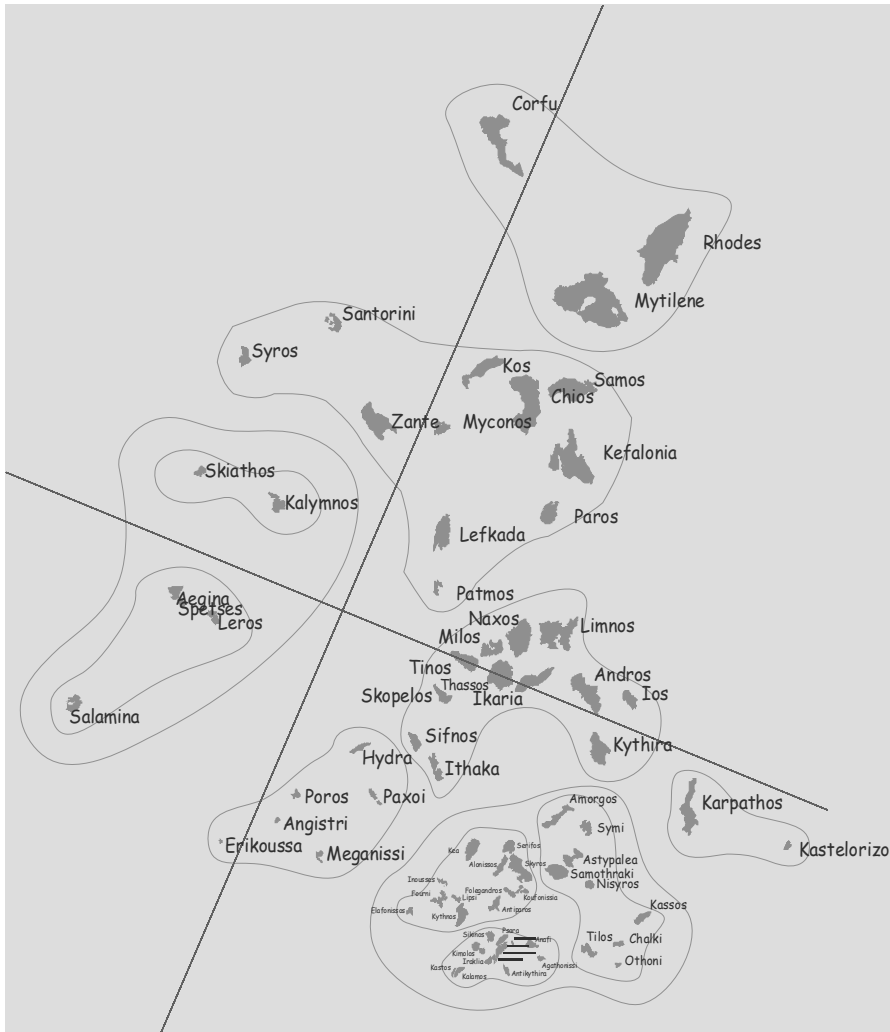 Corfu
Rhodes
Mytilene
Santorini
Syros
Kos
Samos
Chios
Zante
Myconos
Kefalonia
Skiathos
Kalymnos
Paros
Lefkada
Patmos
Aegina
Spetses
Leros
Naxos
Limnos
Milos
Tinos
Thassos
Andros
Skopelos
Ikaria
Ios
Salamina
Sifnos
Kythira
Hydra
Ithaka
Poros
Paxoi
Amorgos
Karpathos
Angistri
Symi
Erikoussa
Meganissi
Kastelorizo
Kea
Serifos
Alonissos
Skyros
Astypalea
Samothraki
Inousses
Nisyros
Fourni
Lipsi
Folegandros
Koufonissia
Elafonissos
Kythnos
Antiparos
Kassos
Sikinos
Psara
Anafi
Tilos
Chalki
Kimolos
Iraklia
Othoni
Kastos
Kalamos
Antikythira
Agathonissi